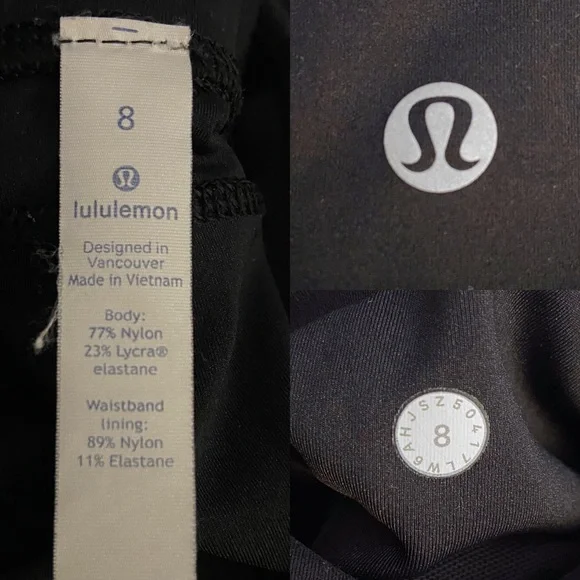 8
lululemon
Designed in
Vancouver
Made in Vietnam
Body:
77% Nylon
23% Lycra®
elastane
Waistband
lining:
89% Nylon
11% Elastane
8
W6AHJSZ50417L